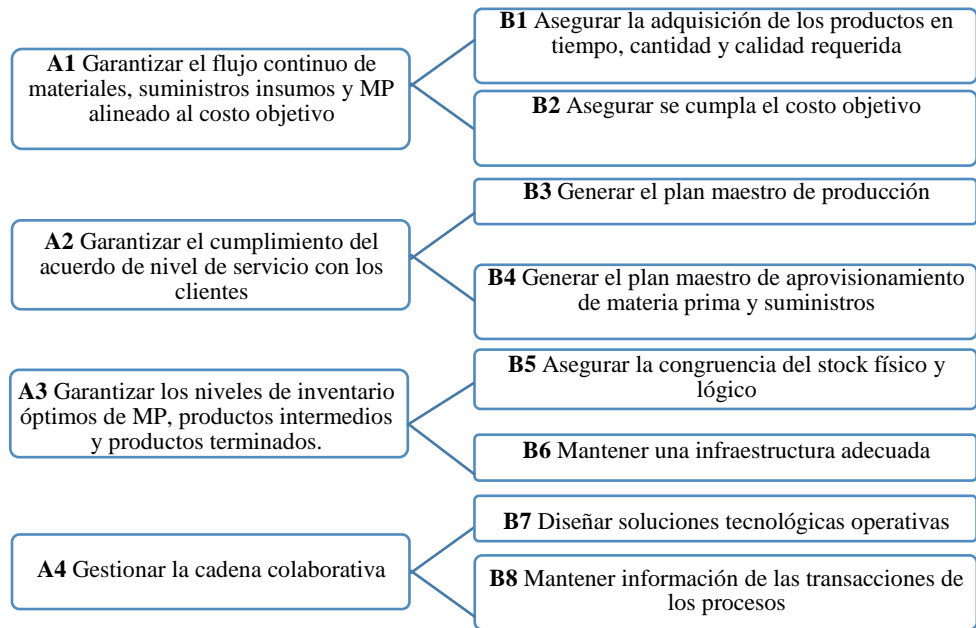 A1 Garantizar el flujo continuo de
materiales, suministros insumos y MP
alineado al costo objetivo
B1 Asegurar la adquisición de los productos en
tiempo, cantidad y calidad requerida
B2 Asegurar se cumpla el costo objetivo
A2 Garantizar el cumplimiento del
acuerdo de nivel de servicio con los
clientes
B3 Generar el plan maestro de producción
B4 Generar el plan maestro de aprovisionamiento
de materia prima y suministros
A3 Garantizar los niveles de inventario
óptimos de MP, productos intermedios
y productos terminados.
B5 Asegurar la congruencia del stock físico y
lógico
B6 Mantener una infraestructura adecuada
A4 Gestionar la cadena colaborativa
B7 Diseñar soluciones tecnológicas operativas
B8 Mantener información de las transacciones de
los procesos